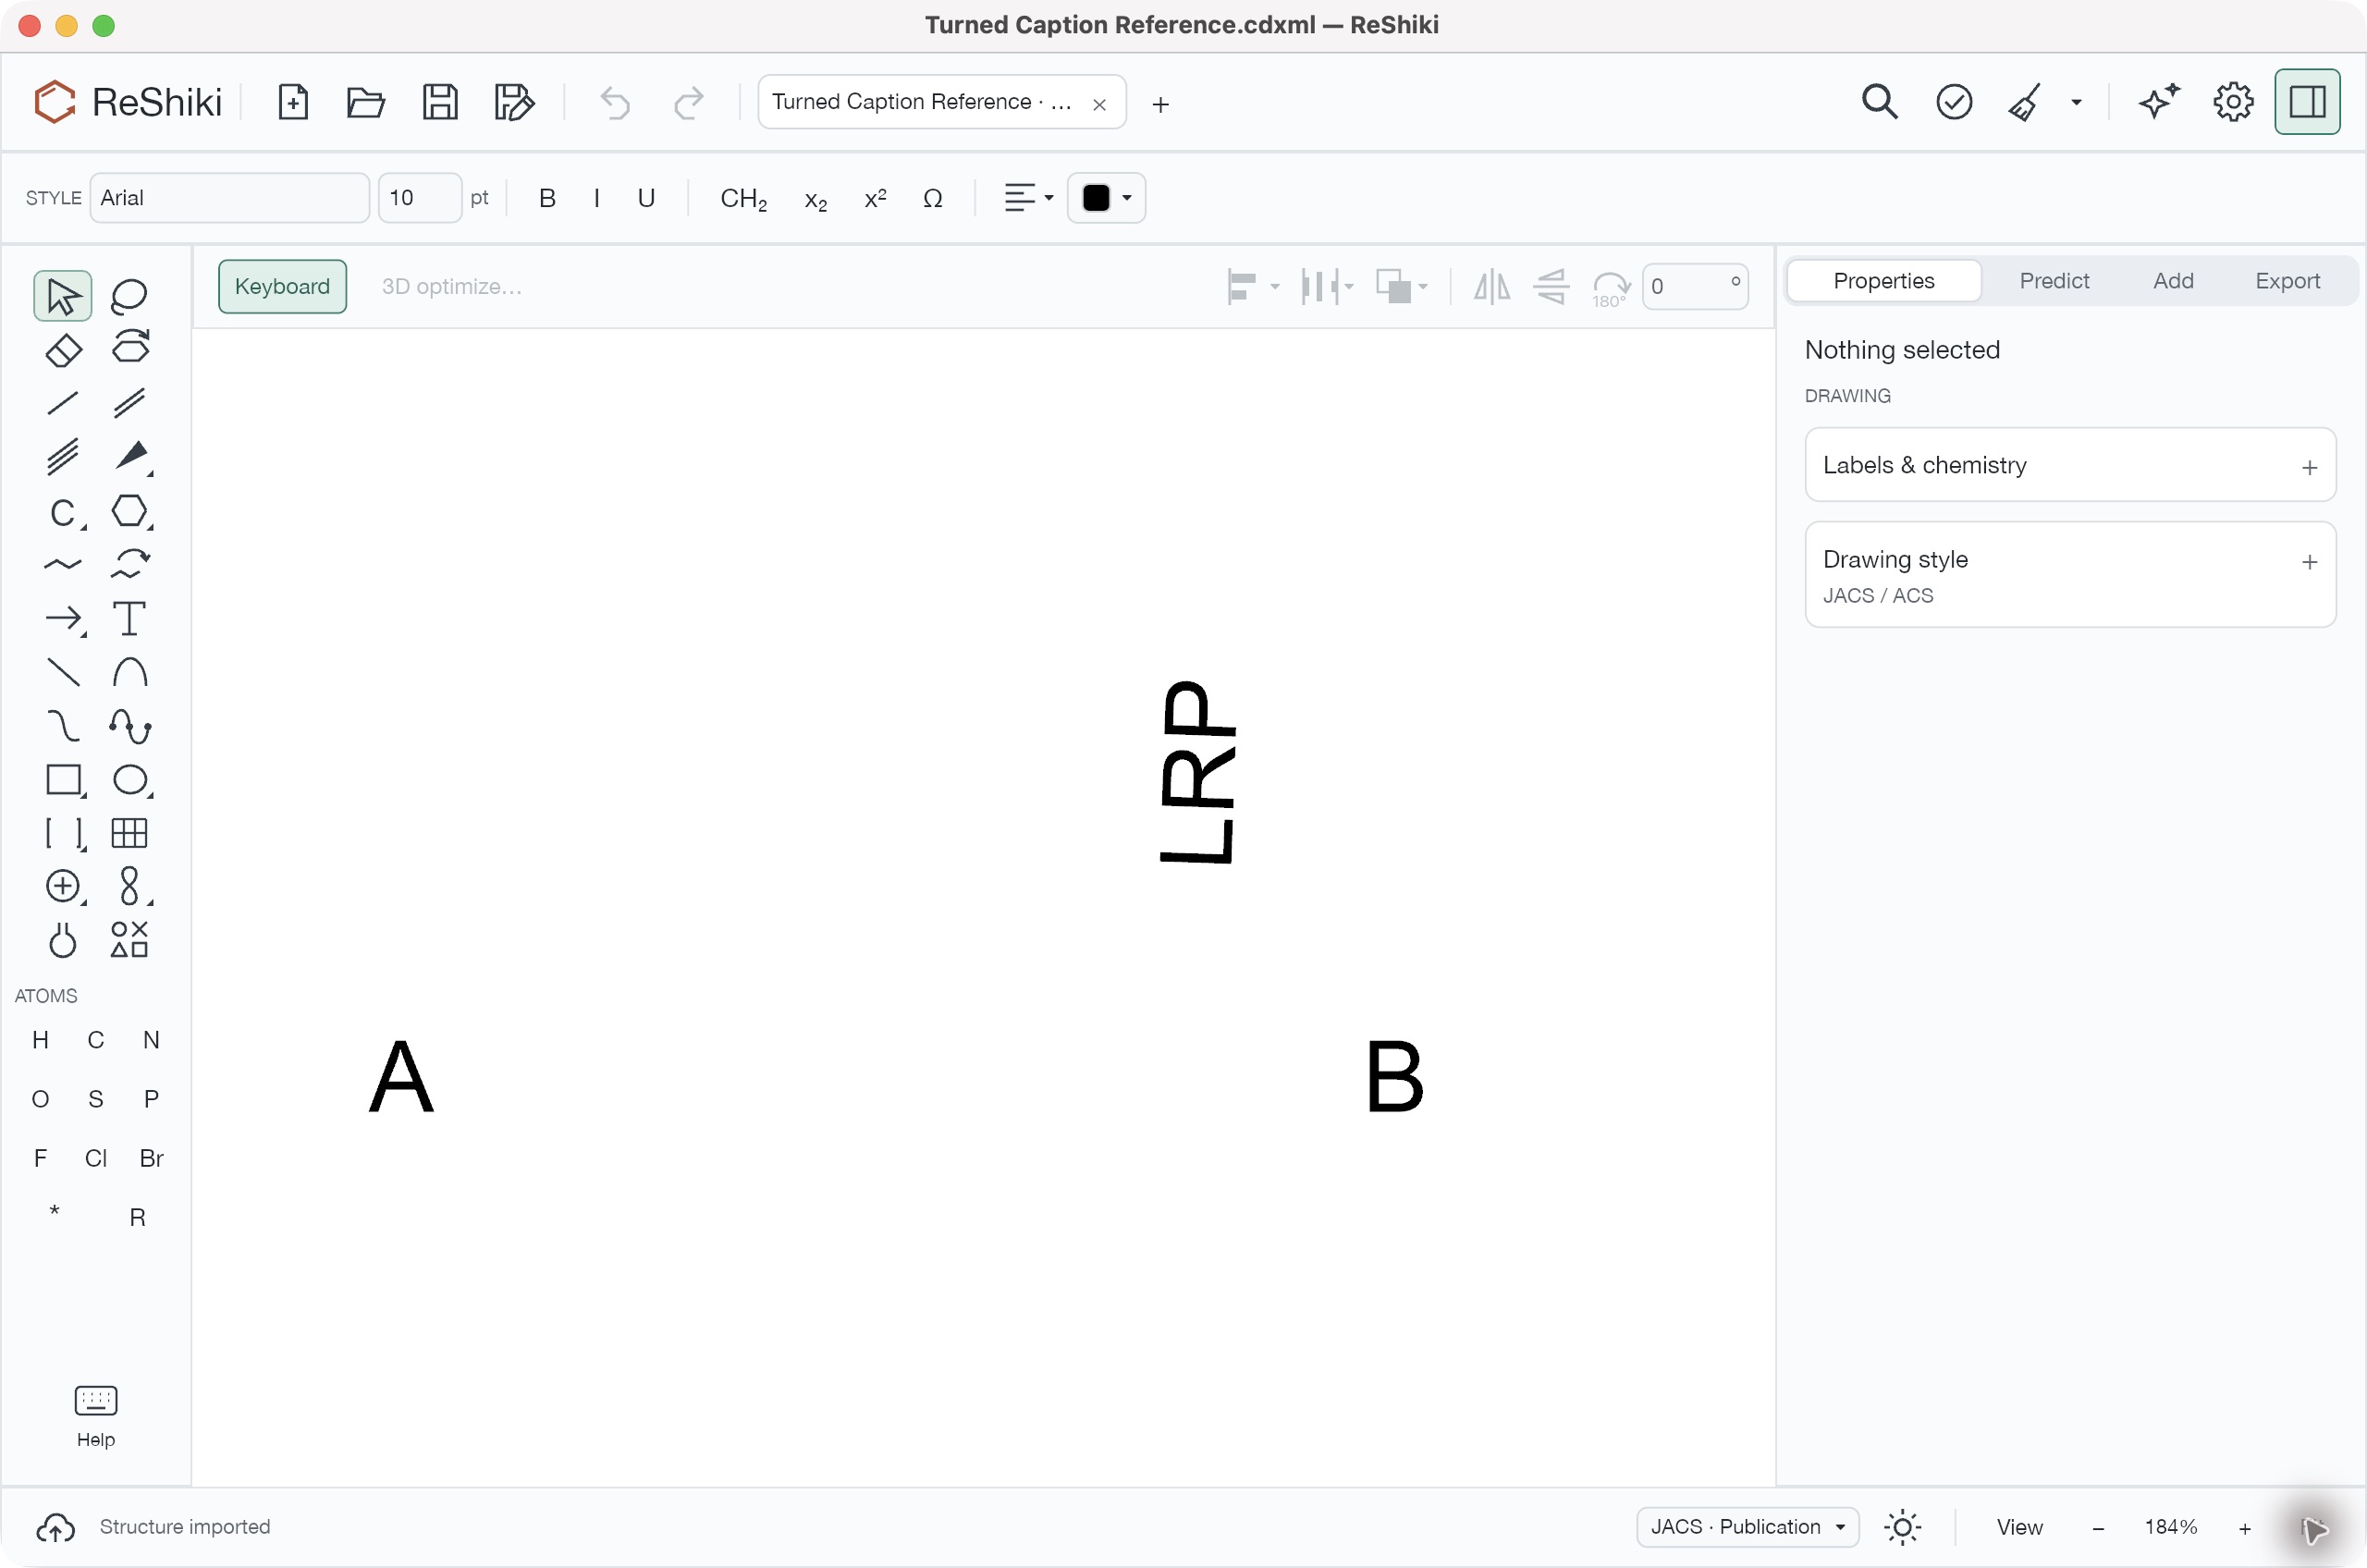 Turned Caption Reference.cdxml — ReShiki
ReShiki
Turned Caption Reference · ... ×
+
STYLE Arial 10 pt B I U CH₂ x₂ x² Ω
Keyboard 3D optimize...
180° 0 °
Properties Predict Add Export
Nothing selected
DRAWING
Labels & chemistry +
Drawing style +
JACS / ACS
C
T
LRP
A B
ATOMS
H C N
O S P
F Cl Br
* R
Help
Structure imported
JACS · Publication
View − 184% +